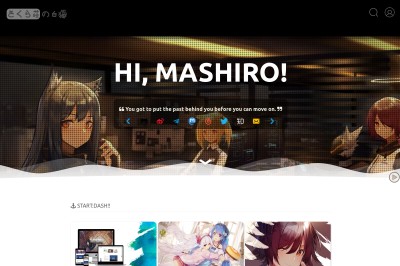 さくら荘の白猫
HI, MASHIRO!
❝ You got to put the past behind you before you can move on. ❞
START:DASH!!